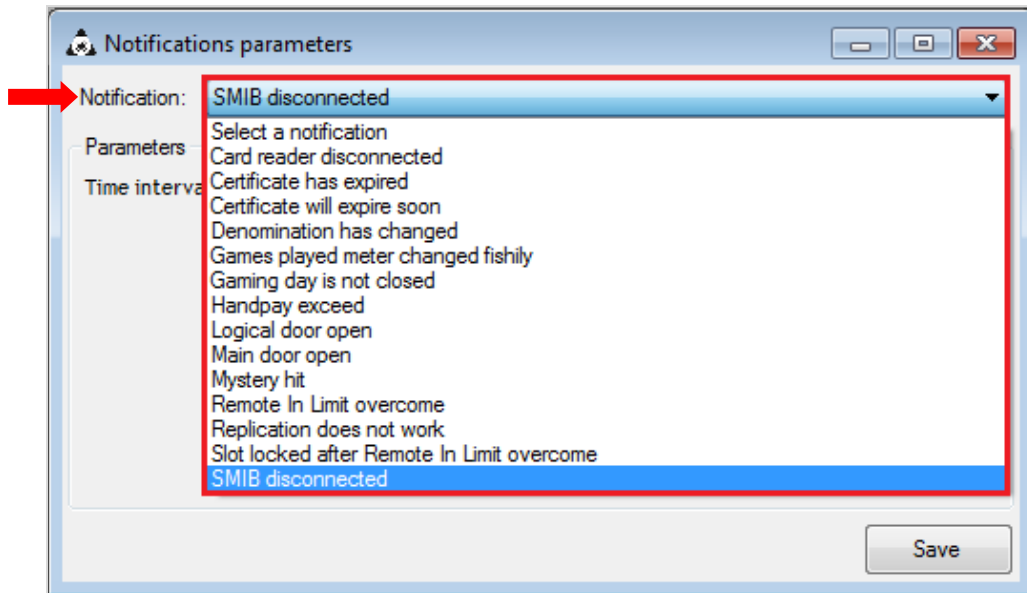 Notifications parameters
Notification: SMIB disconnected
Select a notification
Parameters
Card reader disconnected
Time interva
Certificate has expired
Certificate will expire soon
Denomination has changed
Games played meter changed fishily
Gaming day is not closed
Handpay exceed
Logical door open
Main door open
Mystery hit
Remote In Limit overcome
Replication does not work
Slot locked after Remote In Limit overcome
SMIB disconnected
Save